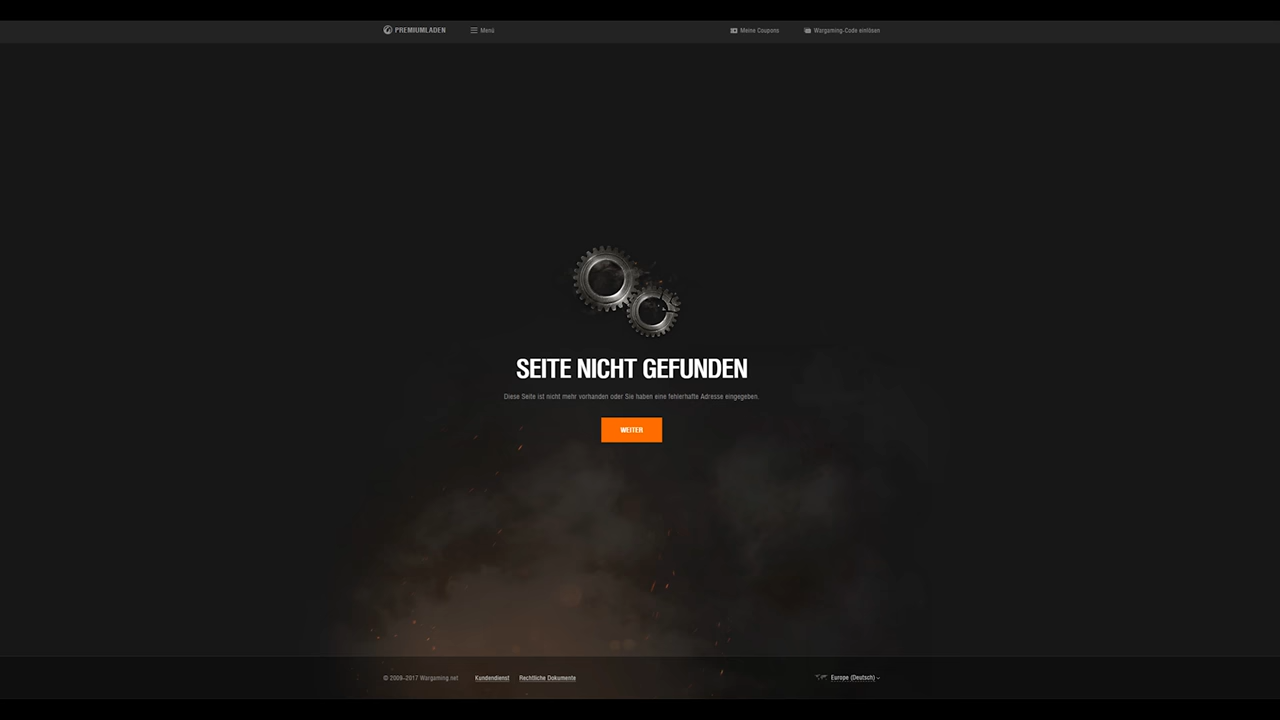 PREMIUMLADEN
Menü
Meine Coupons
Wargaming-Code einlösen
SEITE NICHT GEFUNDEN
Diese Seite ist nicht mehr vorhanden oder Sie haben eine fehlerhafte Adresse eingegeben.
WEITER
© 2009–2017 Wargaming.net
Kundendienst
Rechtliche Dokumente
Europe (Deutsch)